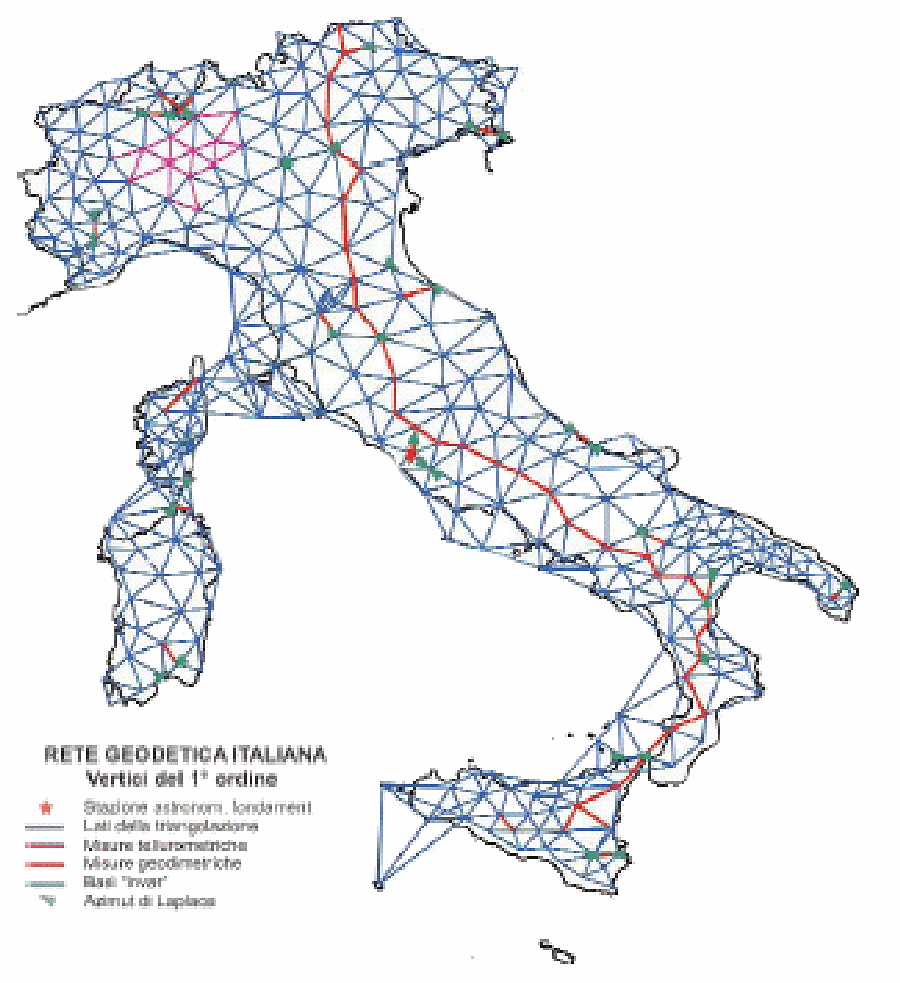 RETE GEODETICA ITALIANA
Vertici del 1° ordine
Stazione astronom. fondament
Lati della triangolazione
Misure tellurometriche
Misure geodimetriche
Basi "Invar"
Azimut di Laplace